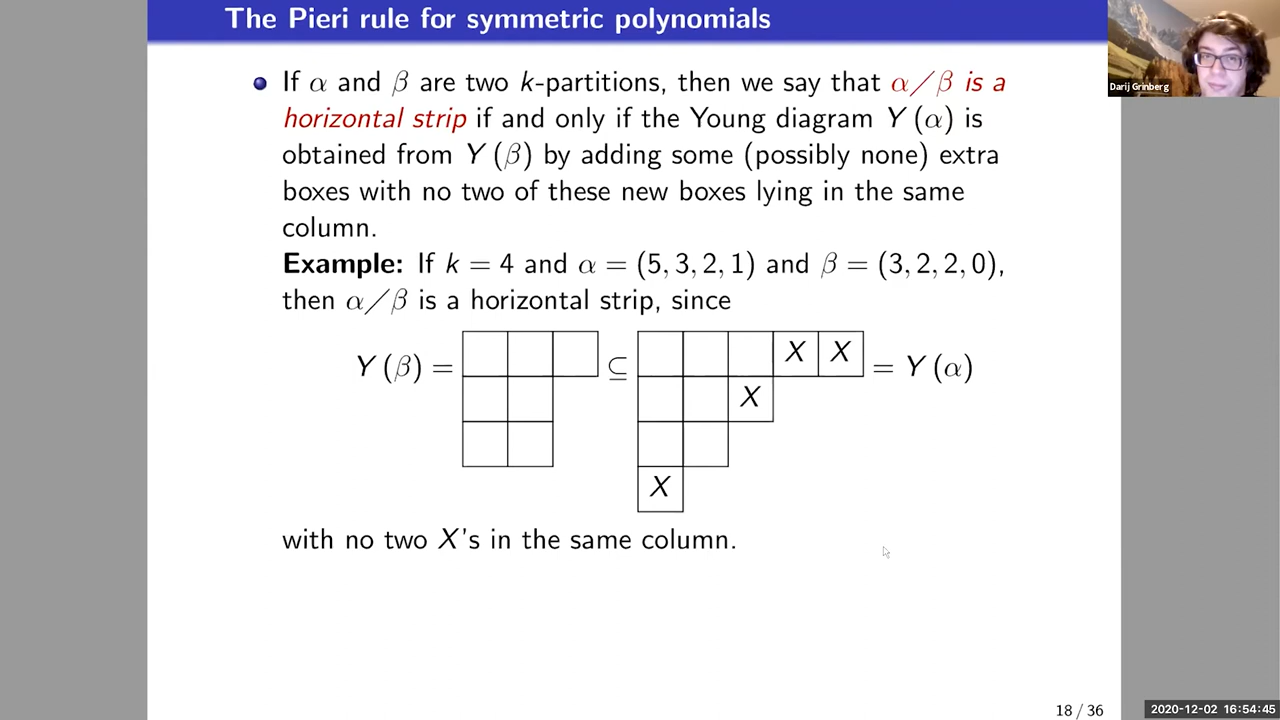 The Pieri rule for symmetric polynomials
Darij Grinberg
If α and β are two k-partitions, then we say that α/β is a
horizontal strip if and only if the Young diagram Y (α) is
obtained from Y (β) by adding some (possibly none) extra
boxes with no two of these new boxes lying in the same
column.
Example: If k = 4 and α = (5, 3, 2, 1) and β = (3, 2, 2, 0),
then α/β is a horizontal strip, since
Y (β) = ⊆ X X = Y (α)
X
X
with no two X's in the same column.
18 / 36
2020-12-02 16:54:45